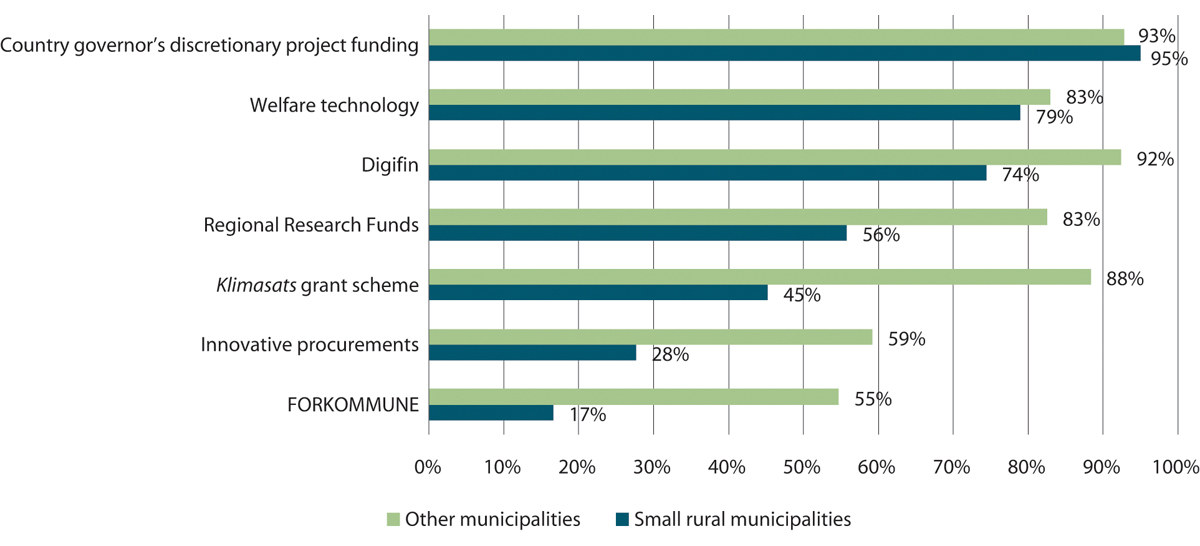 Country governor’s discretionary project funding
93%
95%
Welfare technology
83%
79%
Digifin
92%
74%
Regional Research Funds
83%
56%
Klimasats grant scheme
88%
45%
Innovative procurements
59%
28%
FORKOMMUNE
55%
17%
0% 10% 20% 30% 40% 50% 60% 70% 80% 90% 100%
Other municipalities Small rural municipalities